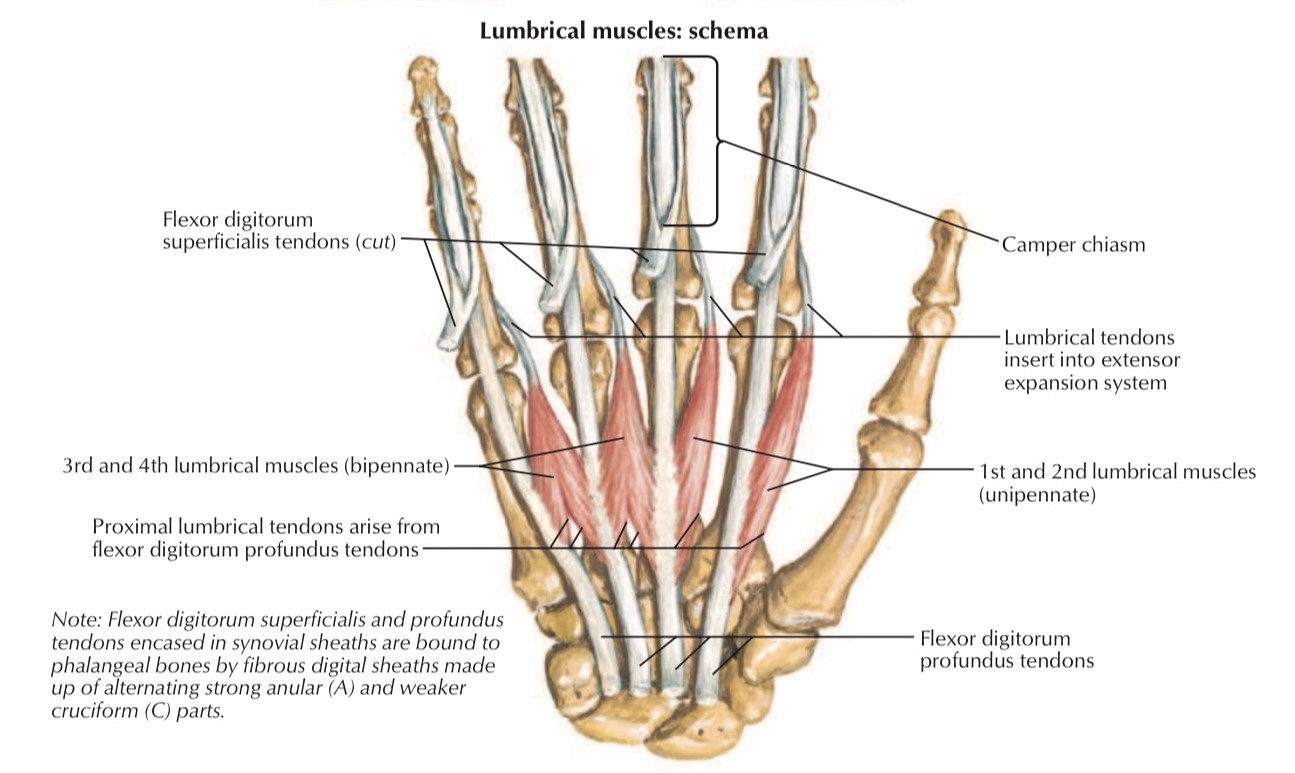 Lumbrical muscles: schema
Flexor digitorum
superficialis tendons (cut)
Camper chiasm
Lumbrical tendons
insert into extensor
expansion system
3rd and 4th lumbrical muscles (bipennate)
1st and 2nd lumbrical muscles
(unipennate)
Proximal lumbrical tendons arise from
flexor digitorum profundus tendons
Note: Flexor digitorum superficialis and profundus
tendons encased in synovial sheaths are bound to
phalangeal bones by fibrous digital sheaths made
up of alternating strong anular (A) and weaker
cruciform (C) parts.
Flexor digitorum
profundus tendons